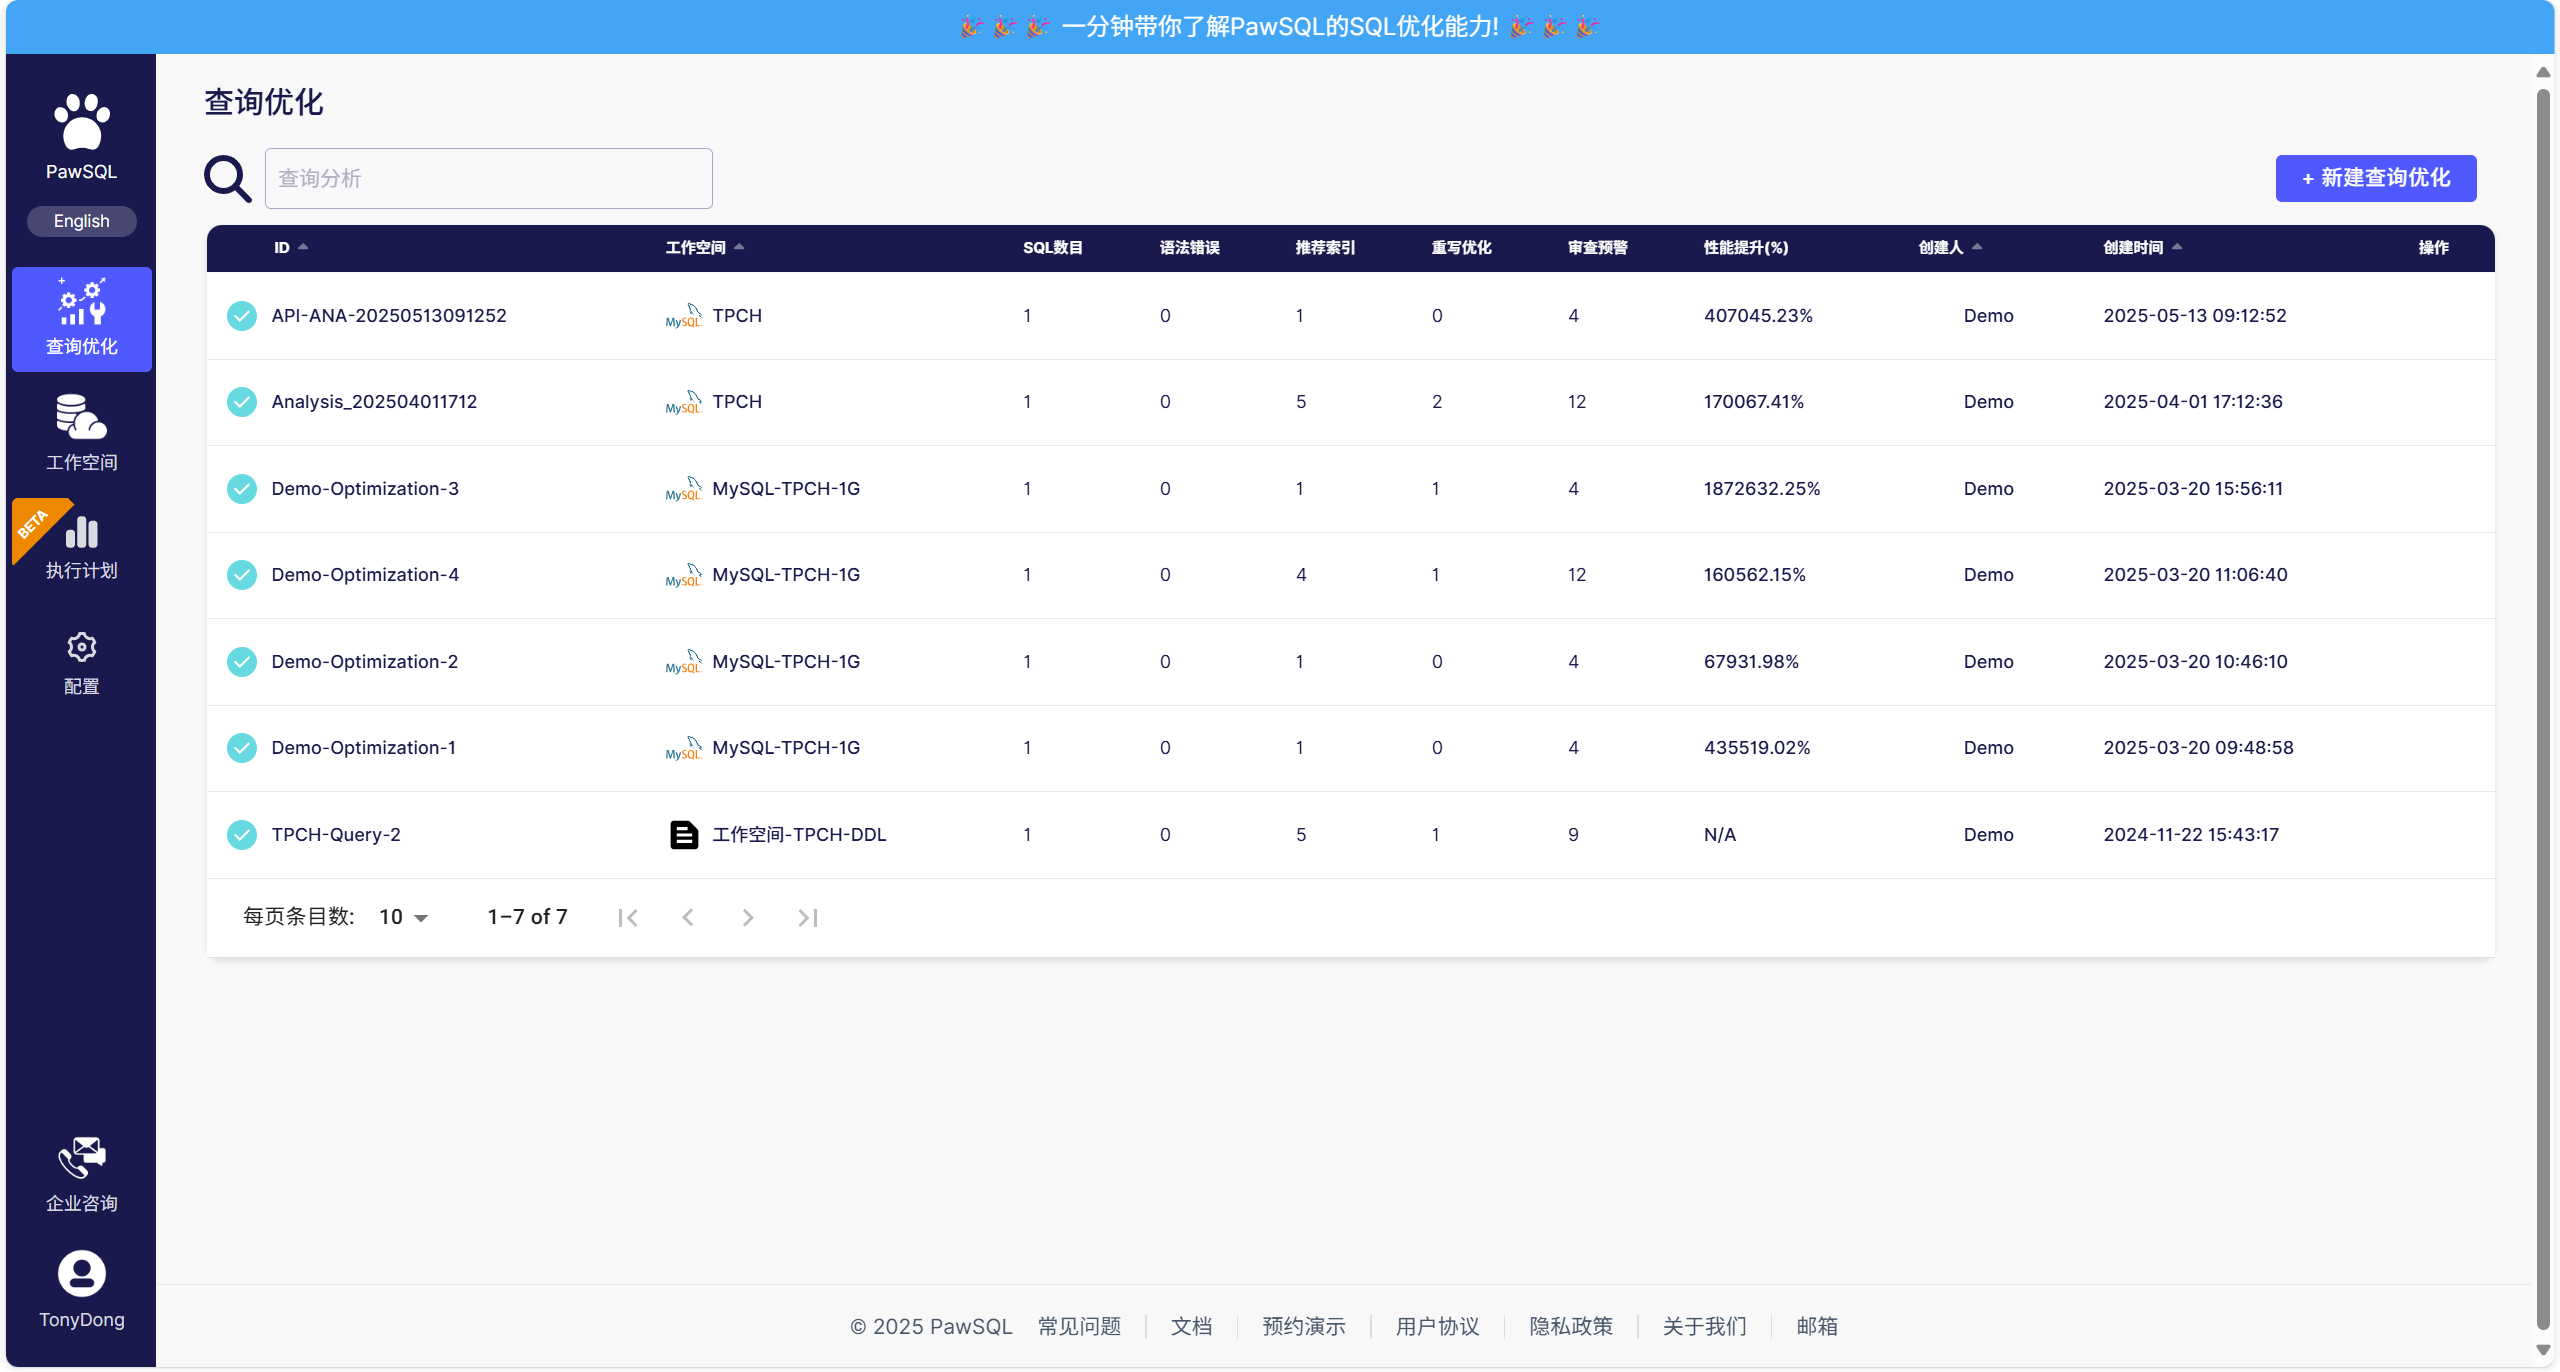 🎉 🎉 🎉 一分钟带你了解PawSQL的SQL优化能力! 🎉 🎉 🎉
PawSQL
English
查询优化
工作空间
BETA
执行计划
配置
企业咨询
TonyDong
查询优化
查询分析
+ 新建查询优化
ID 工作空间 SQL数目 语法错误 推荐索引 重写优化 审查预警 性能提升(%) 创建人 创建时间 操作
API-ANA-20250513091252 MySQL TPCH 1 0 1 0 4 407045.23% Demo 2025-05-13 09:12:52
Analysis_202504011712 MySQL TPCH 1 0 5 2 12 170067.41% Demo 2025-04-01 17:12:36
Demo-Optimization-3 MySQL MySQL-TPCH-1G 1 0 1 1 4 1872632.25% Demo 2025-03-20 15:56:11
Demo-Optimization-4 MySQL MySQL-TPCH-1G 1 0 4 1 12 160562.15% Demo 2025-03-20 11:06:40
Demo-Optimization-2 MySQL MySQL-TPCH-1G 1 0 1 0 4 67931.98% Demo 2025-03-20 10:46:10
Demo-Optimization-1 MySQL MySQL-TPCH-1G 1 0 1 0 4 435519.02% Demo 2025-03-20 09:48:58
TPCH-Query-2 工作空间-TPCH-DDL 1 0 5 1 9 N/A Demo 2024-11-22 15:43:17
每页条目数: 10 1–7 of 7
© 2025 PawSQL 常见问题 文档 预约演示 用户协议 隐私政策 关于我们 邮箱